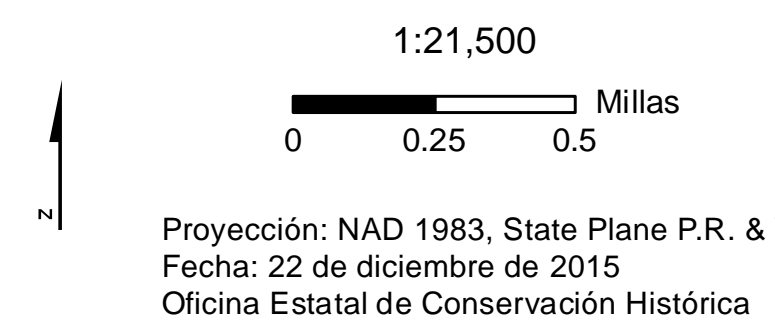 1:21,500
Millas
0 0.25 0.5
N
Proyección: NAD 1983, State Plane P.R. &
Fecha: 22 de diciembre de 2015
Oficina Estatal de Conservación Histórica